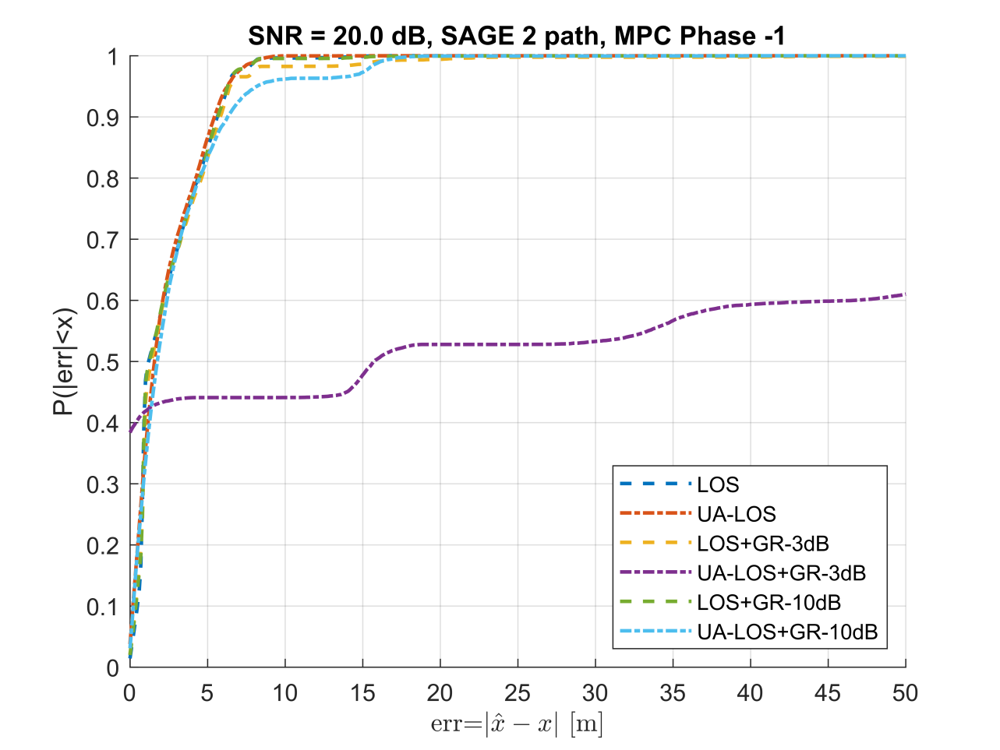 SNR = 20.0 dB, SAGE 2 path, MPC Phase -1
P(|err|<x)
1
0.9
0.8
0.7
0.6
0.5
0.4
0.3
0.2
0.1
0
LOS
UA-LOS
LOS+GR-3dB
UA-LOS+GR-3dB
LOS+GR-10dB
UA-LOS+GR-10dB
0 5 10 15 20 25 30 35 40 45 50
err=|x̂ − x| [m]